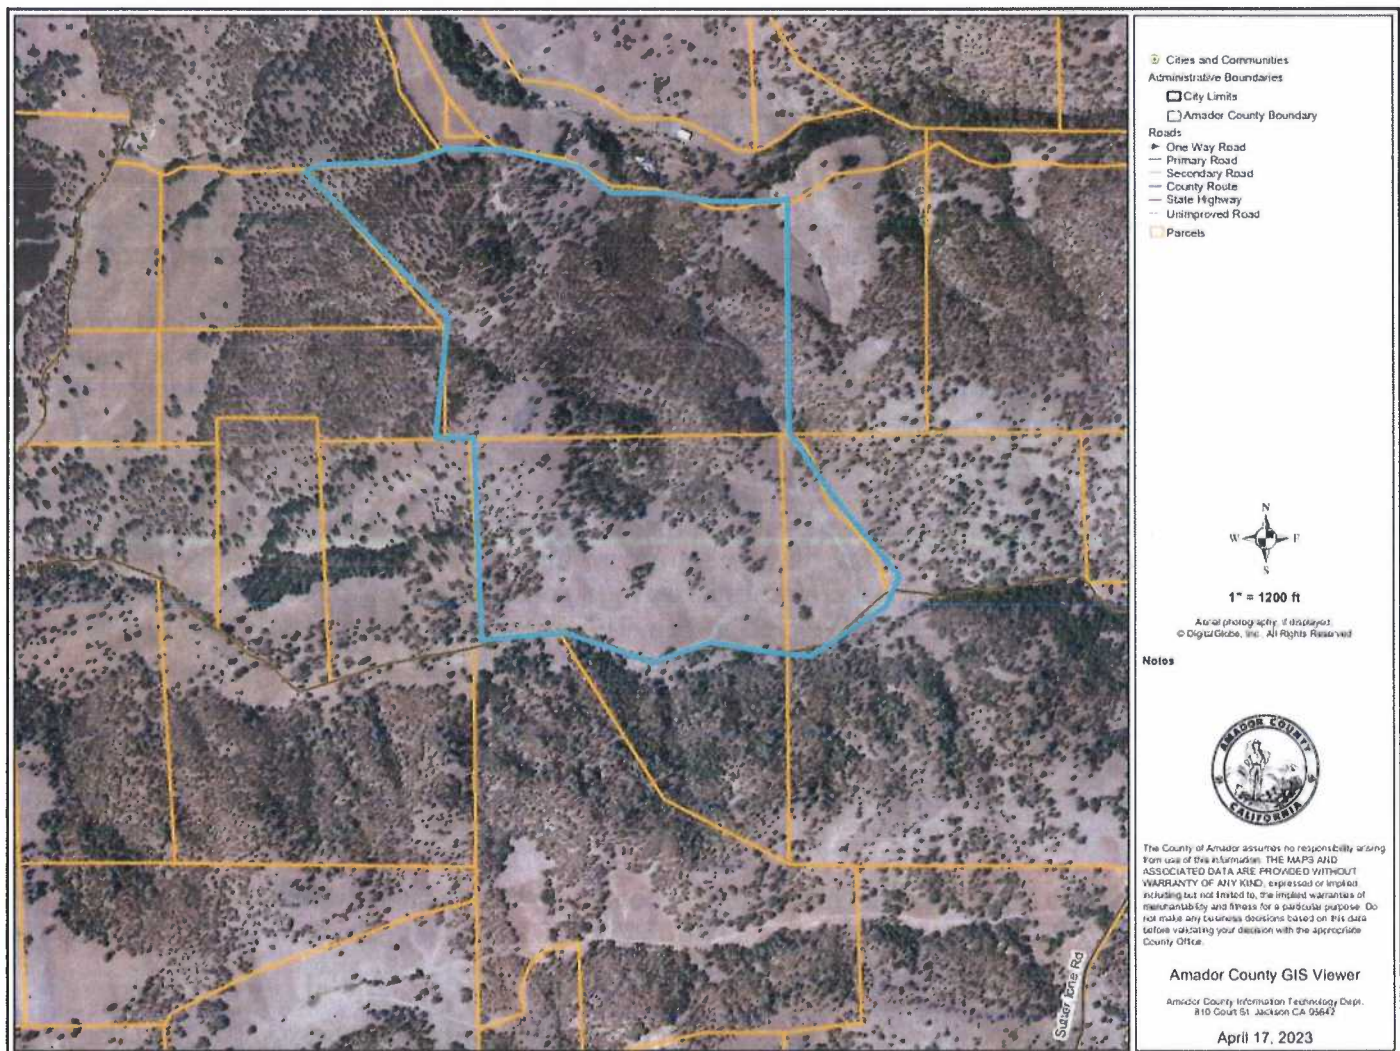 Cities and Communities
Administrative Boundaries
City Limits
Amador County Boundary
Roads
One Way Road
Primary Road
Secondary Road
County Route
State Highway
Unimproved Road
Parcels
N
W
S
1" = 1200 ft
Aerial photography, if displayed,
© DigitalGlobe, Inc. All Rights Reserved
Notes
AMADOR COUNTY
CALIFORNIA
The County of Amador assumes no responsibility arising
from use of this information. THE MAPS AND
ASSOCIATED DATA ARE PROVIDED WITHOUT
WARRANTY OF ANY KIND, expressed or implied
including but not limited to, the implied warranties of
merchantability and fitness for a particular purpose. Do
not make any business decisions based on this data
before validating your decision with the appropriate
County Office.
Amador County GIS Viewer
Amador County Information Technology Dept.
810 Court St. Jackson CA 95642
April 17, 2023
Sutter Ione Rd